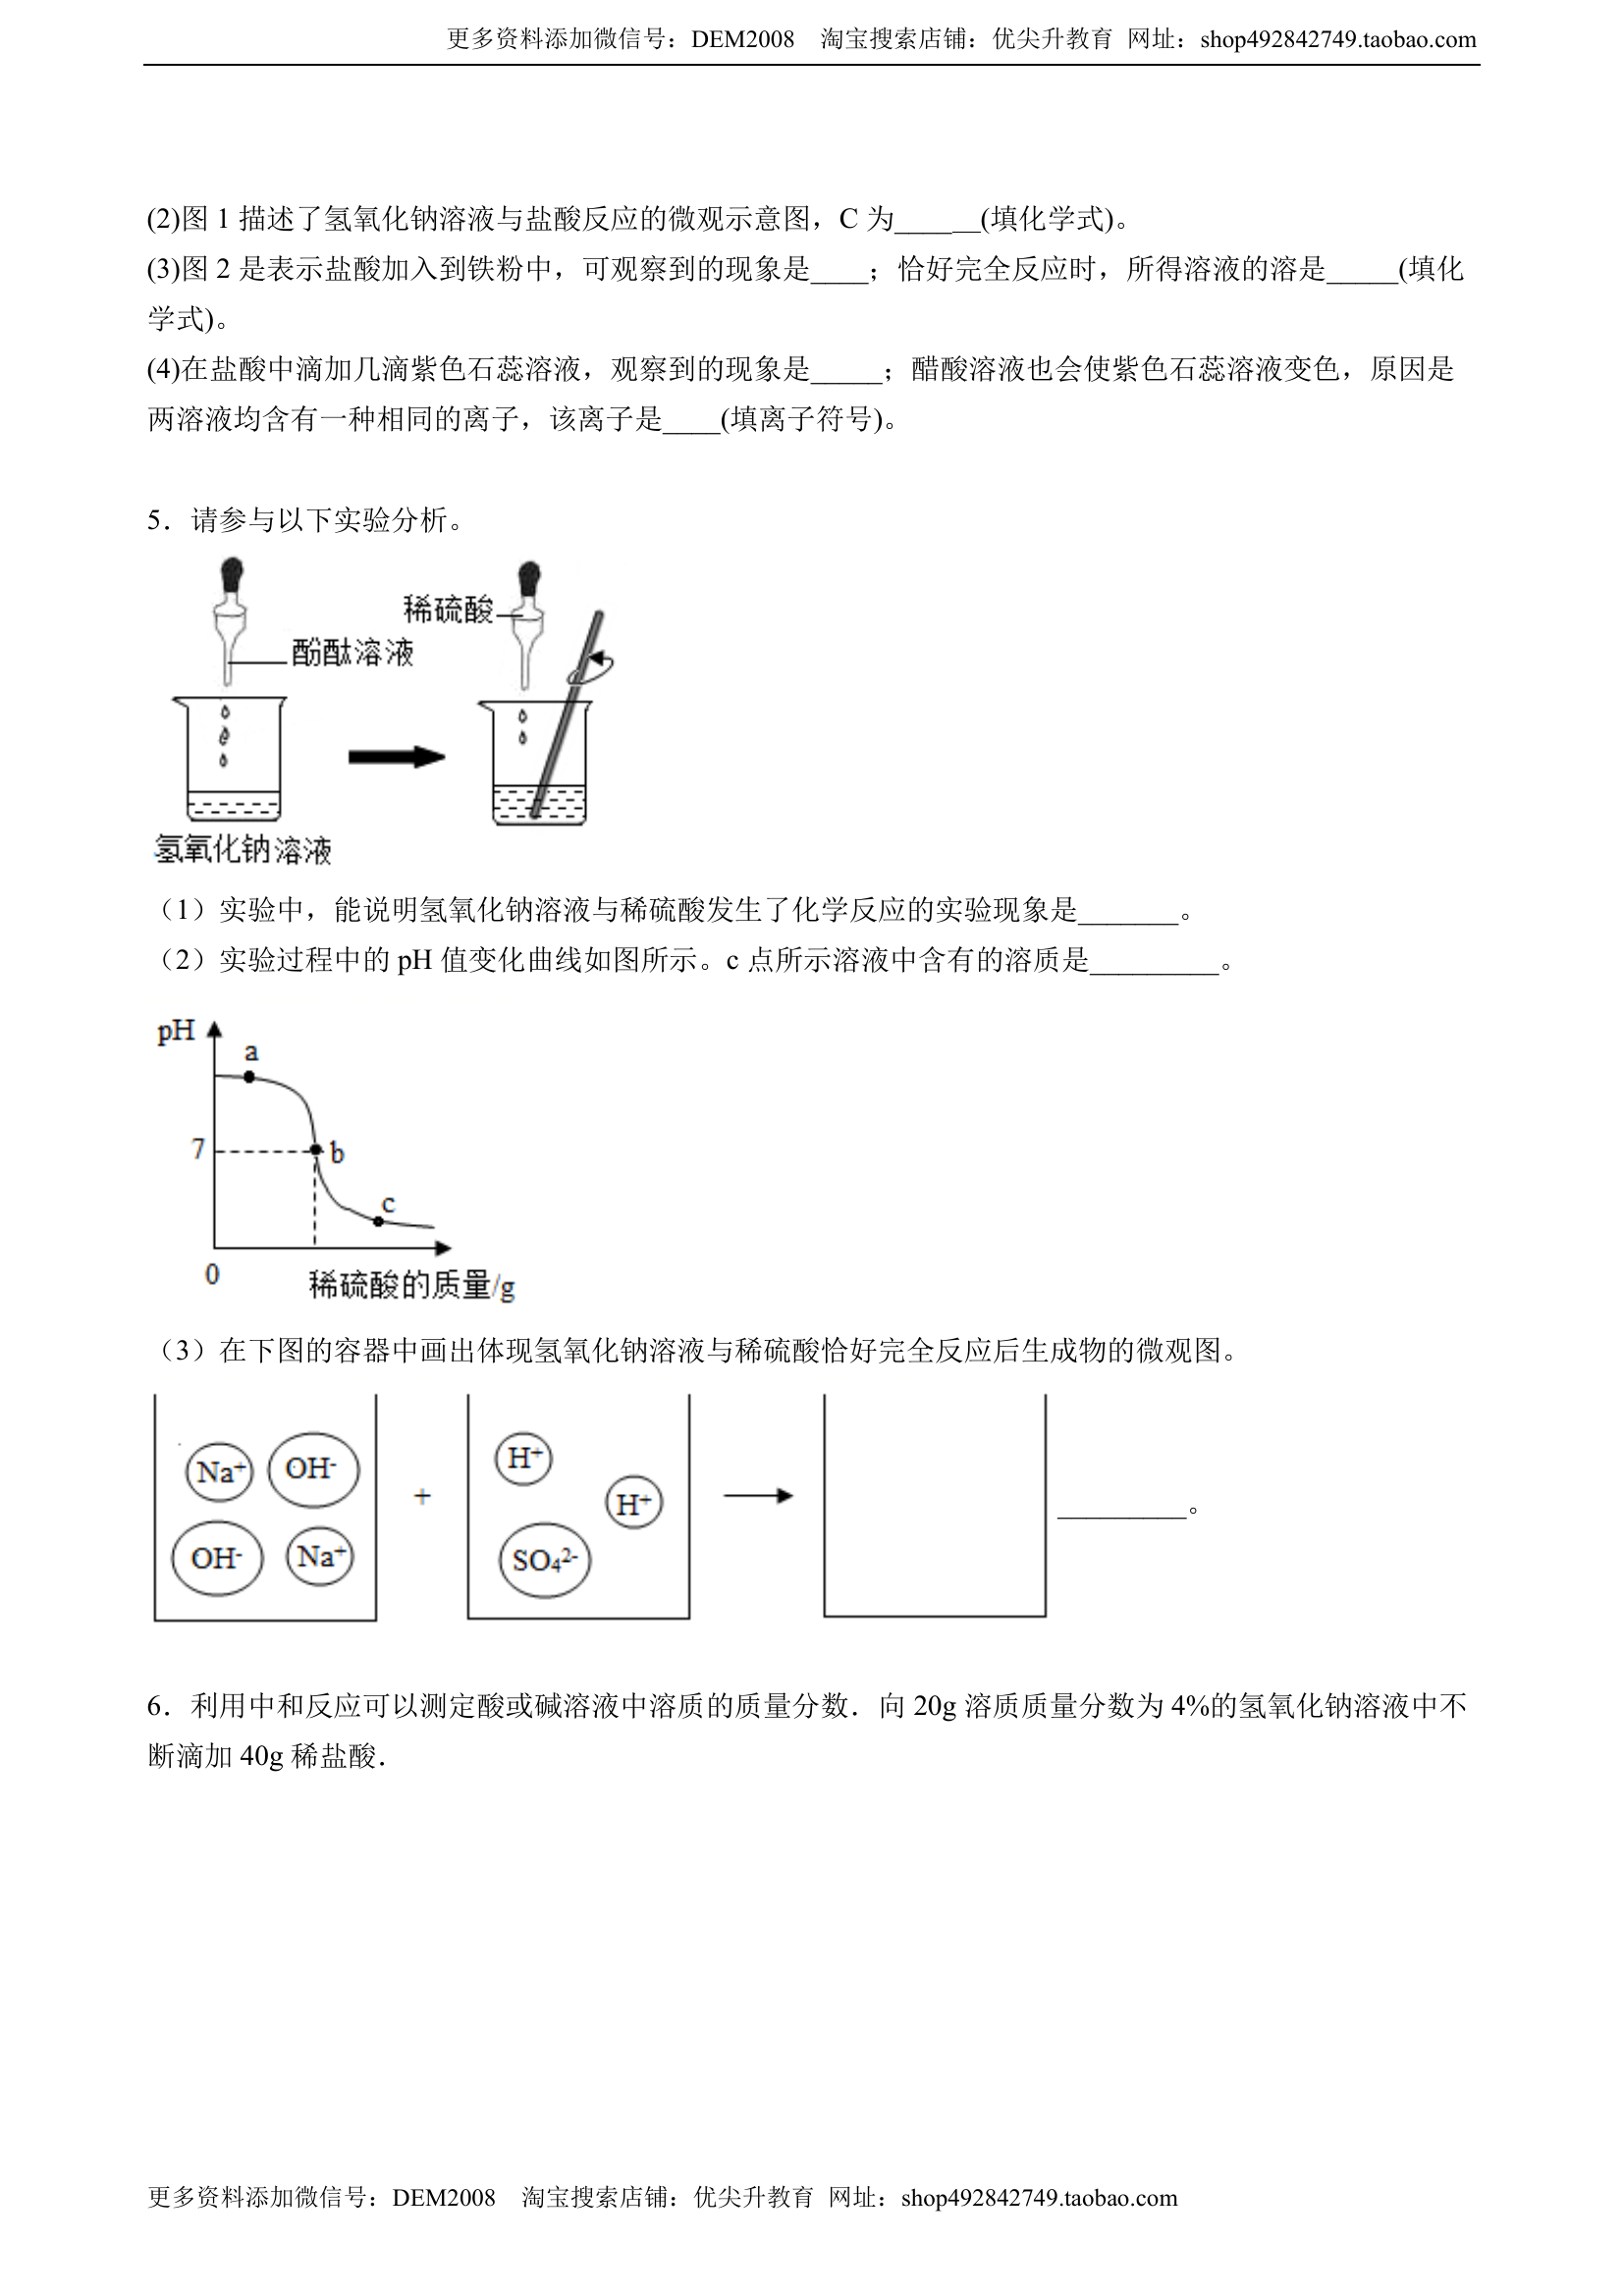 更多资料添加微信号：DEM2008　淘宝搜索店铺：优尖升教育 网址：shop492842749.taobao.com
(2)图 1 描述了氢氧化钠溶液与盐酸反应的微观示意图，C 为______(填化学式)。
(3)图 2 是表示盐酸加入到铁粉中，可观察到的现象是____；恰好完全反应时，所得溶液的溶是_____(填化
学式)。
(4)在盐酸中滴加几滴紫色石蕊溶液，观察到的现象是_____；醋酸溶液也会使紫色石蕊溶液变色，原因是
两溶液均含有一种相同的离子，该离子是____(填离子符号)。
5．请参与以下实验分析。
稀硫酸
酚酞溶液
氢氧化钠溶液
（1）实验中，能说明氢氧化钠溶液与稀硫酸发生了化学反应的实验现象是_______。
（2）实验过程中的 pH 值变化曲线如图所示。c 点所示溶液中含有的溶质是_________。
pH
a
7
b
c
0
稀硫酸的质量/g
（3）在下图的容器中画出体现氢氧化钠溶液与稀硫酸恰好完全反应后生成物的微观图。
Na⁺ OH⁻ + H⁺ H⁺ _________。
OH⁻ Na⁺ SO₄²⁻
6．利用中和反应可以测定酸或碱溶液中溶质的质量分数．向 20g 溶质质量分数为 4%的氢氧化钠溶液中不
断滴加 40g 稀盐酸．
更多资料添加微信号：DEM2008　淘宝搜索店铺：优尖升教育 网址：shop492842749.taobao.com